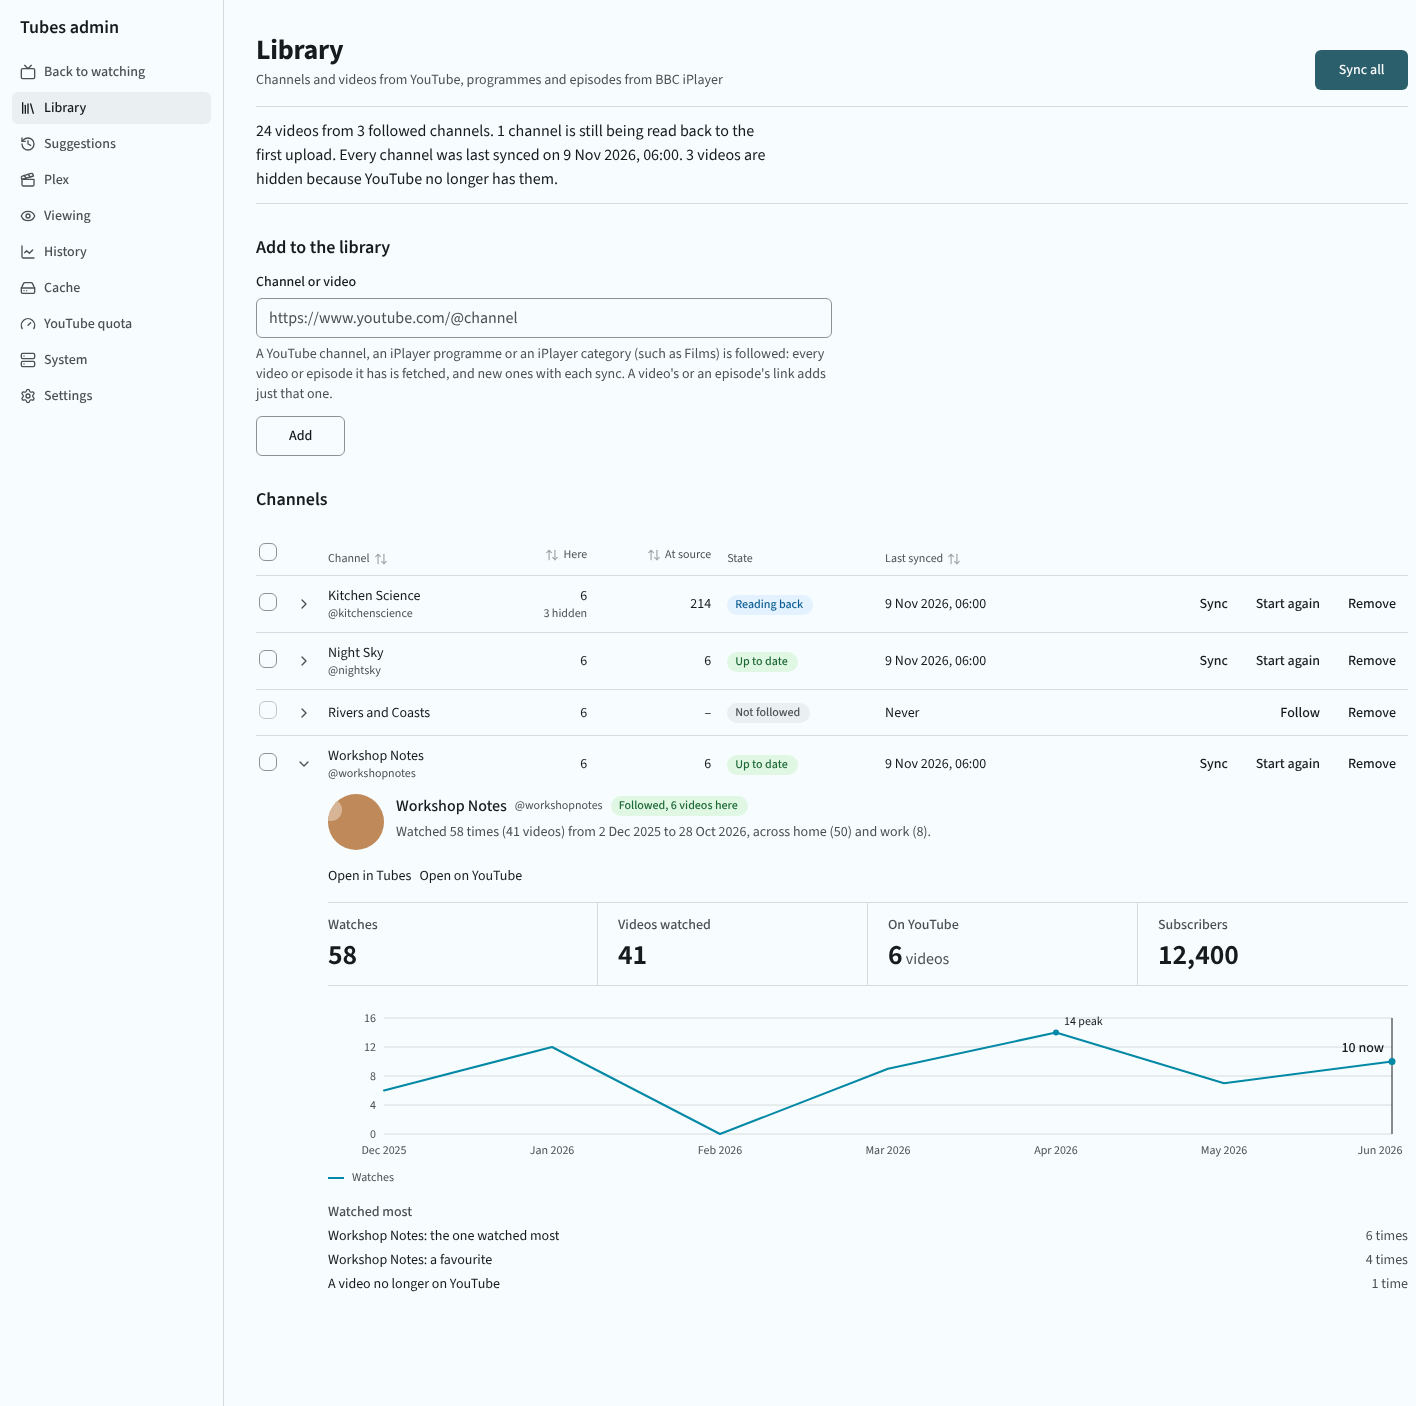 Tubes admin
Back to watching
Library
Suggestions
Plex
Viewing
History
Cache
YouTube quota
System
Settings
Library
Channels and videos from YouTube, programmes and episodes from BBC iPlayer
Sync all
24 videos from 3 followed channels. 1 channel is still being read back to the
first upload. Every channel was last synced on 9 Nov 2026, 06:00. 3 videos are
hidden because YouTube no longer has them.
Add to the library
Channel or video
https://www.youtube.com/@channel
A YouTube channel, an iPlayer programme or an iPlayer category (such as Films) is followed: every
video or episode it has is fetched, and new ones with each sync. A video's or an episode's link adds
just that one.
Add
Channels
Channel Here At source State Last synced
Kitchen Science 6 214 Reading back 9 Nov 2026, 06:00 Sync Start again Remove
@kitchenscience 3 hidden
Night Sky 6 6 Up to date 9 Nov 2026, 06:00 Sync Start again Remove
@nightsky
Rivers and Coasts 6 – Not followed Never Follow Remove
Workshop Notes 6 6 Up to date 9 Nov 2026, 06:00 Sync Start again Remove
@workshopnotes
Workshop Notes @workshopnotes Followed, 6 videos here
Watched 58 times (41 videos) from 2 Dec 2025 to 28 Oct 2026, across home (50) and work (8).
Open in Tubes Open on YouTube
Watches Videos watched On YouTube Subscribers
58 41 6 videos 12,400
16
14 peak
12
10 now
8
4
0
Dec 2025 Jan 2026 Feb 2026 Mar 2026 Apr 2026 May 2026 Jun 2026
Watches
Watched most
Workshop Notes: the one watched most 6 times
Workshop Notes: a favourite 4 times
A video no longer on YouTube 1 time